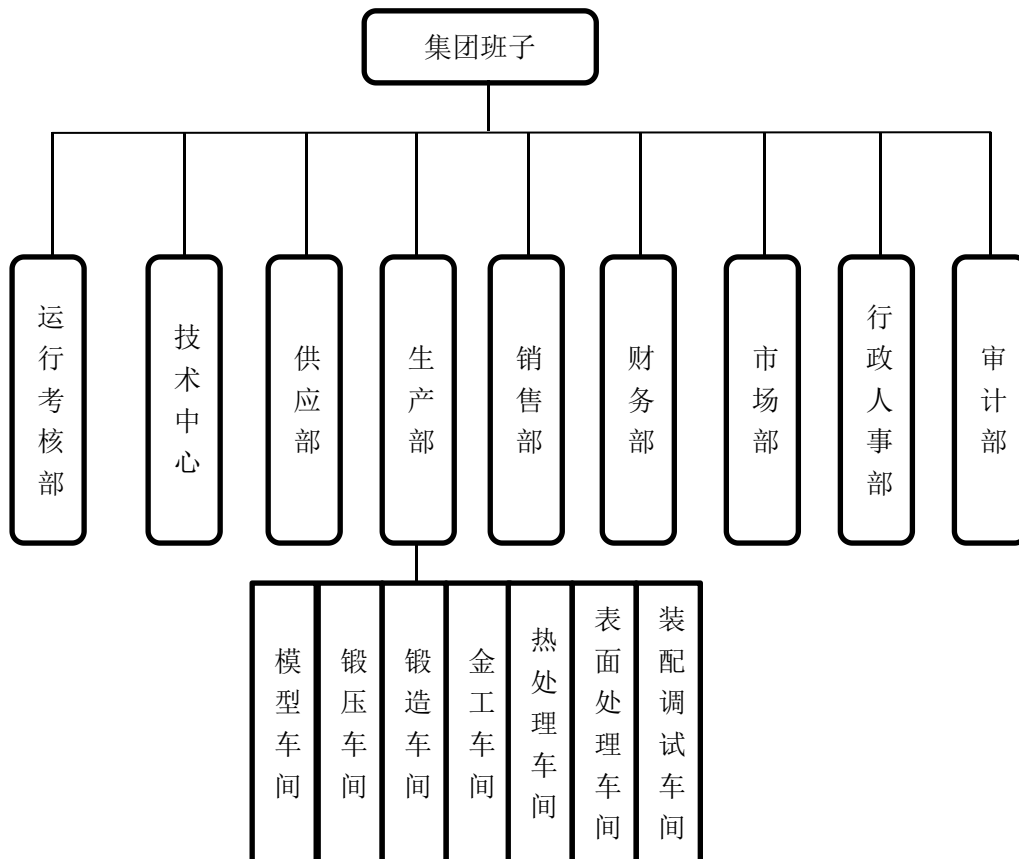 集团班子
运行考核部
技术中心
供应部
生产部
销售部
财务部
市场部
行政人事部
审计部
模型车间
锻压车间
锻造车间
金工车间
热处理车间
表面处理车间
装配调试车间